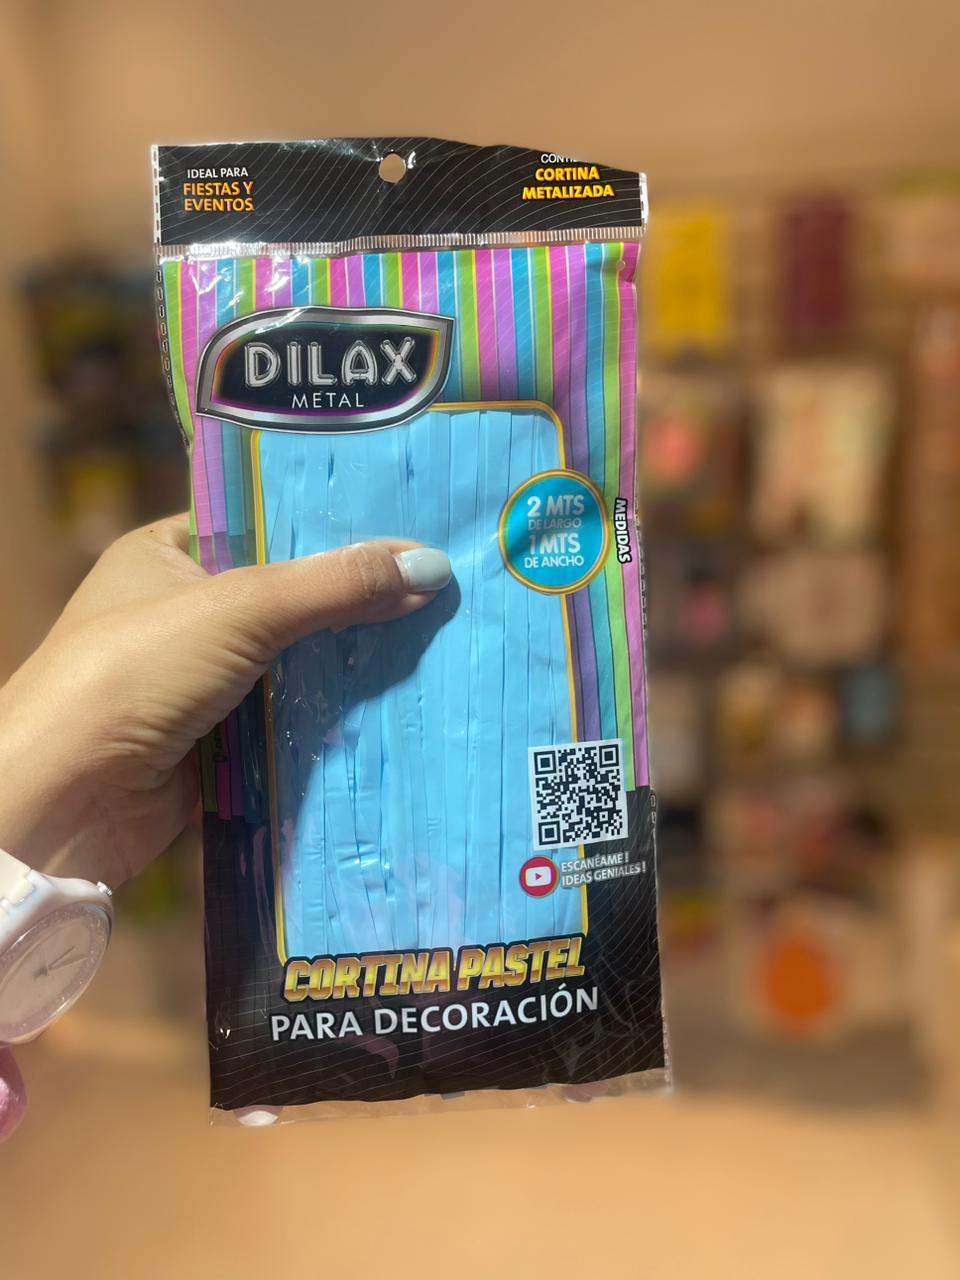 IDEAL PARA
FIESTAS Y
EVENTOS
CORTINA
METALIZADA
DILAX
METAL
2 MTS
DE LARGO
1 MTS
DE ANCHO
MEDIDAS
ESCANÉAME !
IDEAS GENIALES !
CORTINA PASTEL
PARA DECORACIÓN